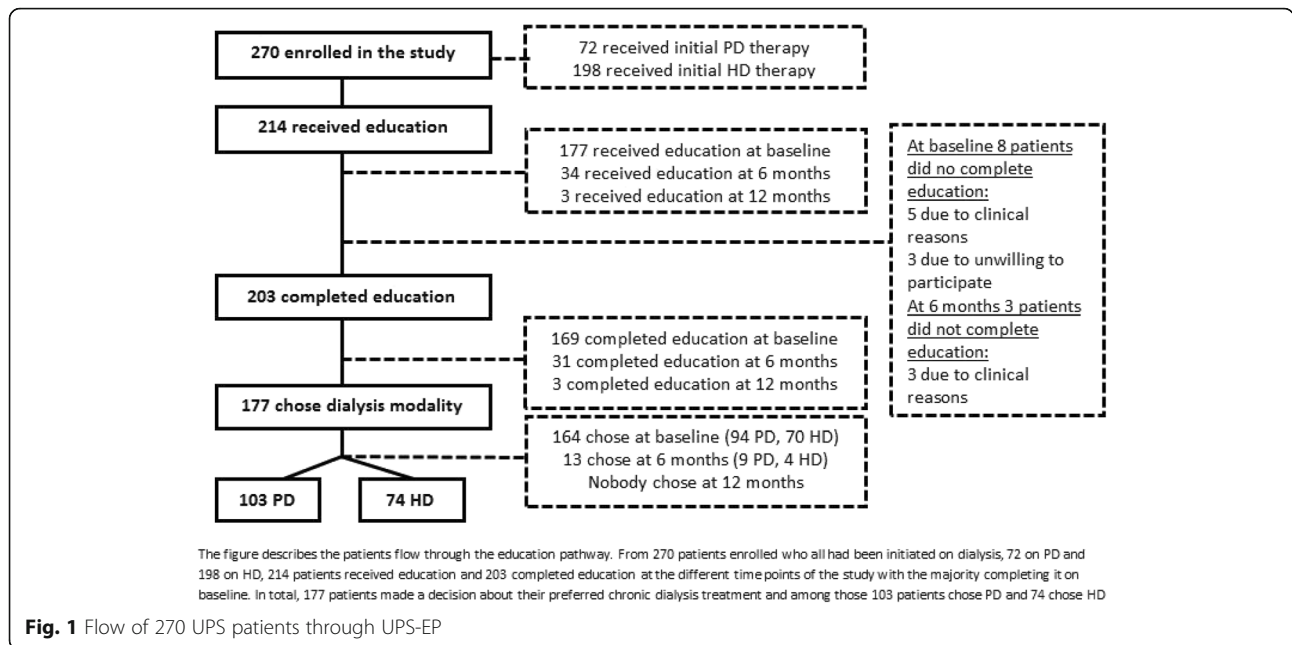 270 enrolled in the study
72 received initial PD therapy
198 received initial HD therapy
214 received education
177 received education at baseline
34 received education at 6 months
3 received education at 12 months
At baseline 8 patients
did no complete
education:
5 due to clinical
reasons
3 due to unwilling to
participate
At 6 months 3 patients
did not complete
education:
3 due to clinical
reasons
203 completed education
169 completed education at baseline
31 completed education at 6 months
3 completed education at 12 months
177 chose dialysis modality
164 chose at baseline (94 PD, 70 HD)
13 chose at 6 months (9 PD, 4 HD)
Nobody chose at 12 months
103 PD
74 HD
The figure describes the patients flow through the education pathway. From 270 patients enrolled who all had been initiated on dialysis, 72 on PD and
198 on HD, 214 patients received education and 203 completed education at the different time points of the study with the majority completing it on
baseline. In total, 177 patients made a decision about their preferred chronic dialysis treatment and among those 103 patients chose PD and 74 chose HD
Fig. 1 Flow of 270 UPS patients through UPS-EP